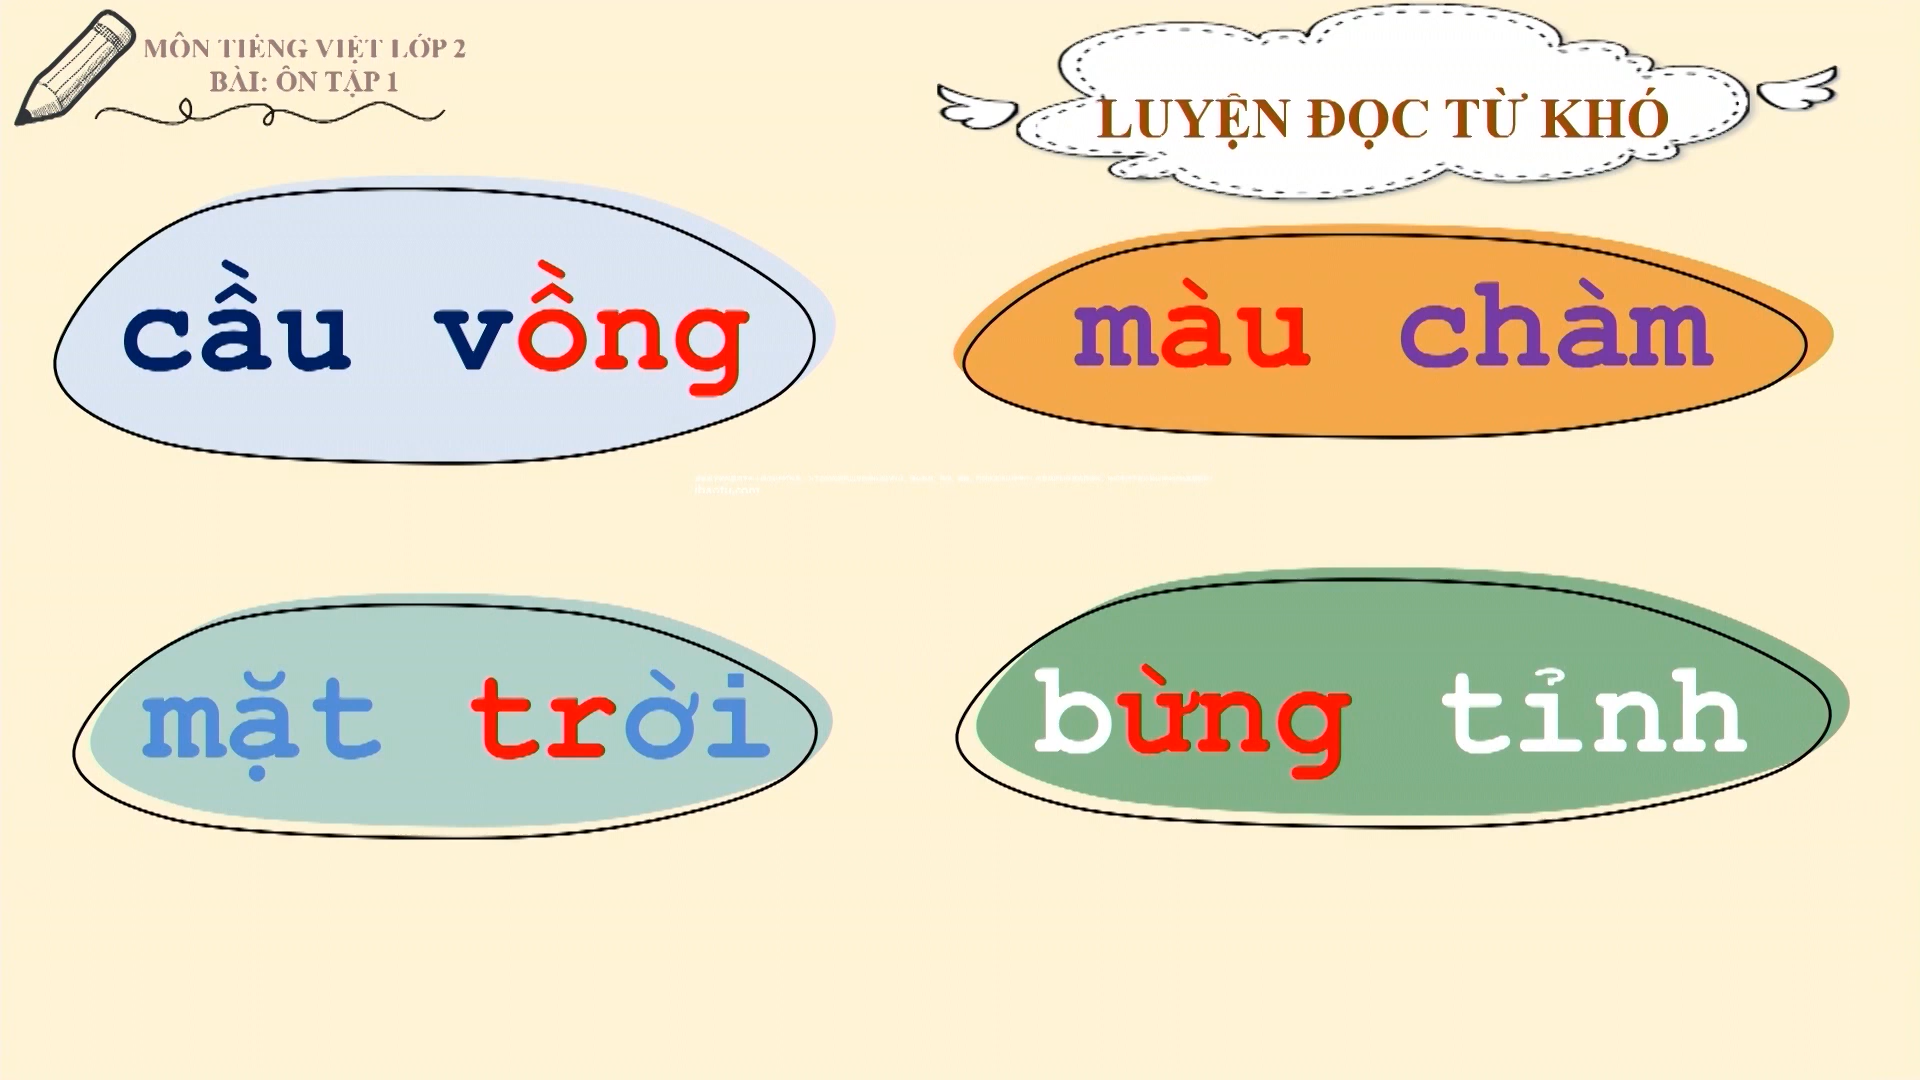 MÔN TIẾNG VIỆT LỚP 2
BÀI: ÔN TẬP 1
LUYỆN ĐỌC TỪ KHÓ
cầu vồng
màu chàm
mặt trời
bừng tỉnh